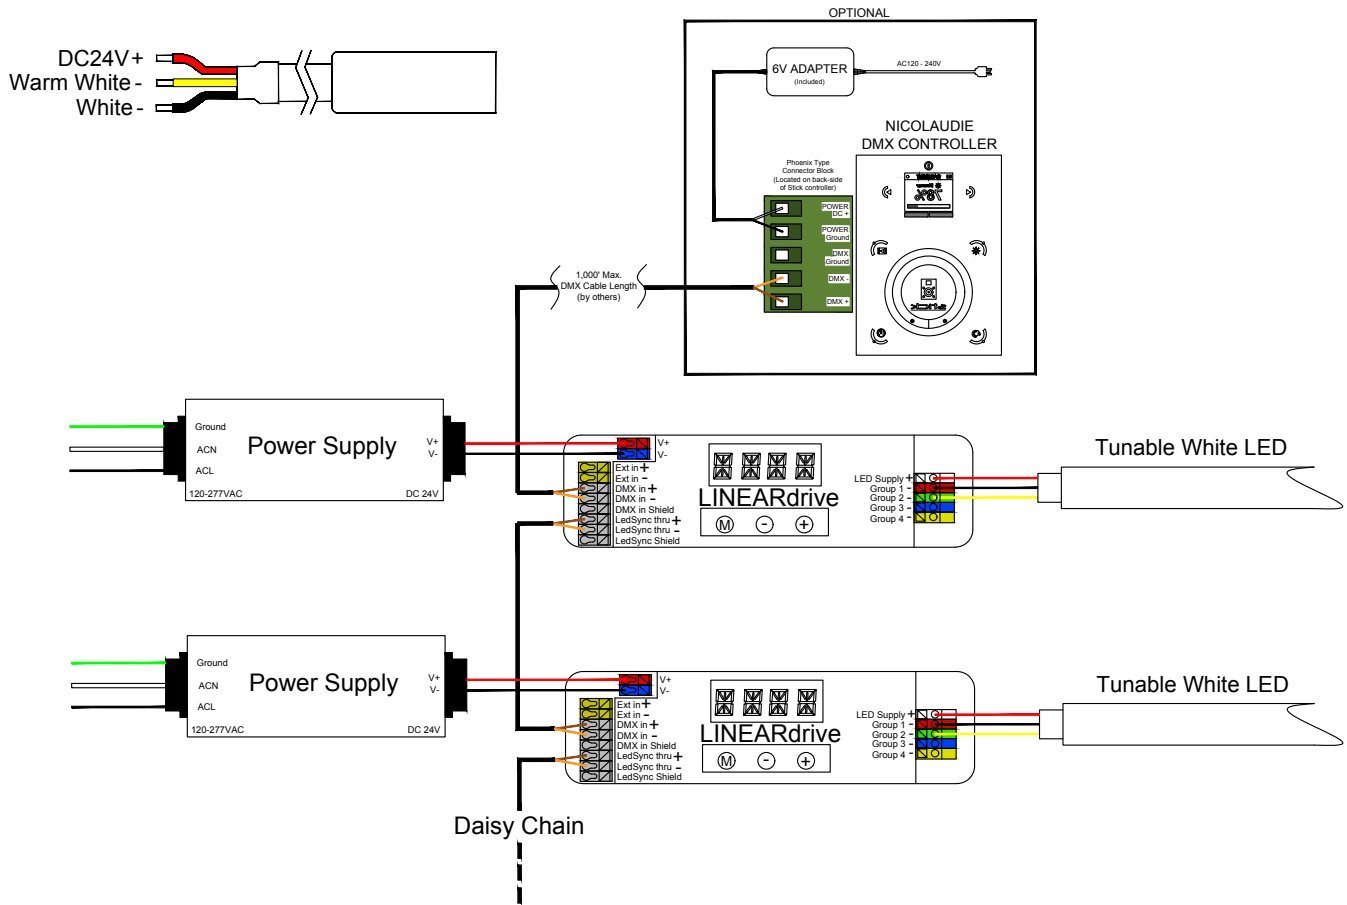 OPTIONAL
DC24V+
Warm White -
White -
6V ADAPTER
(Included)
AC120 - 240V
NICOLAUDIE
DMX CONTROLLER
Phoenix Type
Connector Block
(Located on back-side
of Stick controller)
POWER
DC +
POWER
Ground
DMX
Ground
DMX -
DMX +
1,000' Max.
DMX Cable Length
(by others)
Ground
ACN
ACL
120-277VAC
Power Supply
V+
V-
DC 24V
V+
V-
Ext in +
Ext in -
DMX in +
DMX in -
DMX in Shield
LedSync thru +
LedSync thru -
LedSync Shield
LINEARdrive
M - +
LED Supply +
Group 1 -
Group 2 -
Group 3 -
Group 4 -
Tunable White LED
Ground
ACN
ACL
120-277VAC
Power Supply
V+
V-
DC 24V
V+
V-
Ext in +
Ext in -
DMX in +
DMX in -
DMX in Shield
LedSync thru +
LedSync thru -
LedSync Shield
LINEARdrive
M - +
LED Supply +
Group 1 -
Group 2 -
Group 3 -
Group 4 -
Tunable White LED
Daisy Chain